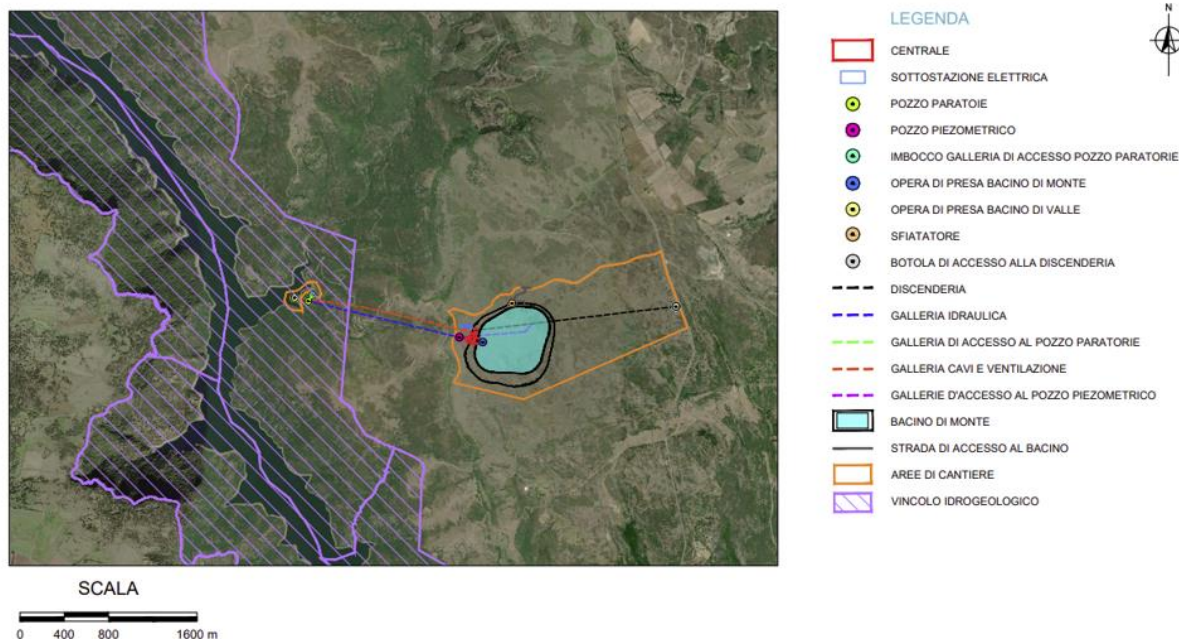 LEGENDA
N
CENTRALE
SOTTOSTAZIONE ELETTRICA
POZZO PARATOIE
POZZO PIEZOMETRICO
IMBOCCO GALLERIA DI ACCESSO POZZO PARATORIE
OPERA DI PRESA BACINO DI MONTE
OPERA DI PRESA BACINO DI VALLE
SFIATATORE
BOTOLA DI ACCESSO ALLA DISCENDERIA
DISCENDERIA
GALLERIA IDRAULICA
GALLERIA DI ACCESSO AL POZZO PARATORIE
GALLERIA CAVI E VENTILAZIONE
GALLERIE D'ACCESSO AL POZZO PIEZOMETRICO
BACINO DI MONTE
STRADA DI ACCESSO AL BACINO
AREE DI CANTIERE
VINCOLO IDROGEOLOGICO
SCALA
0 400 800 1600 m